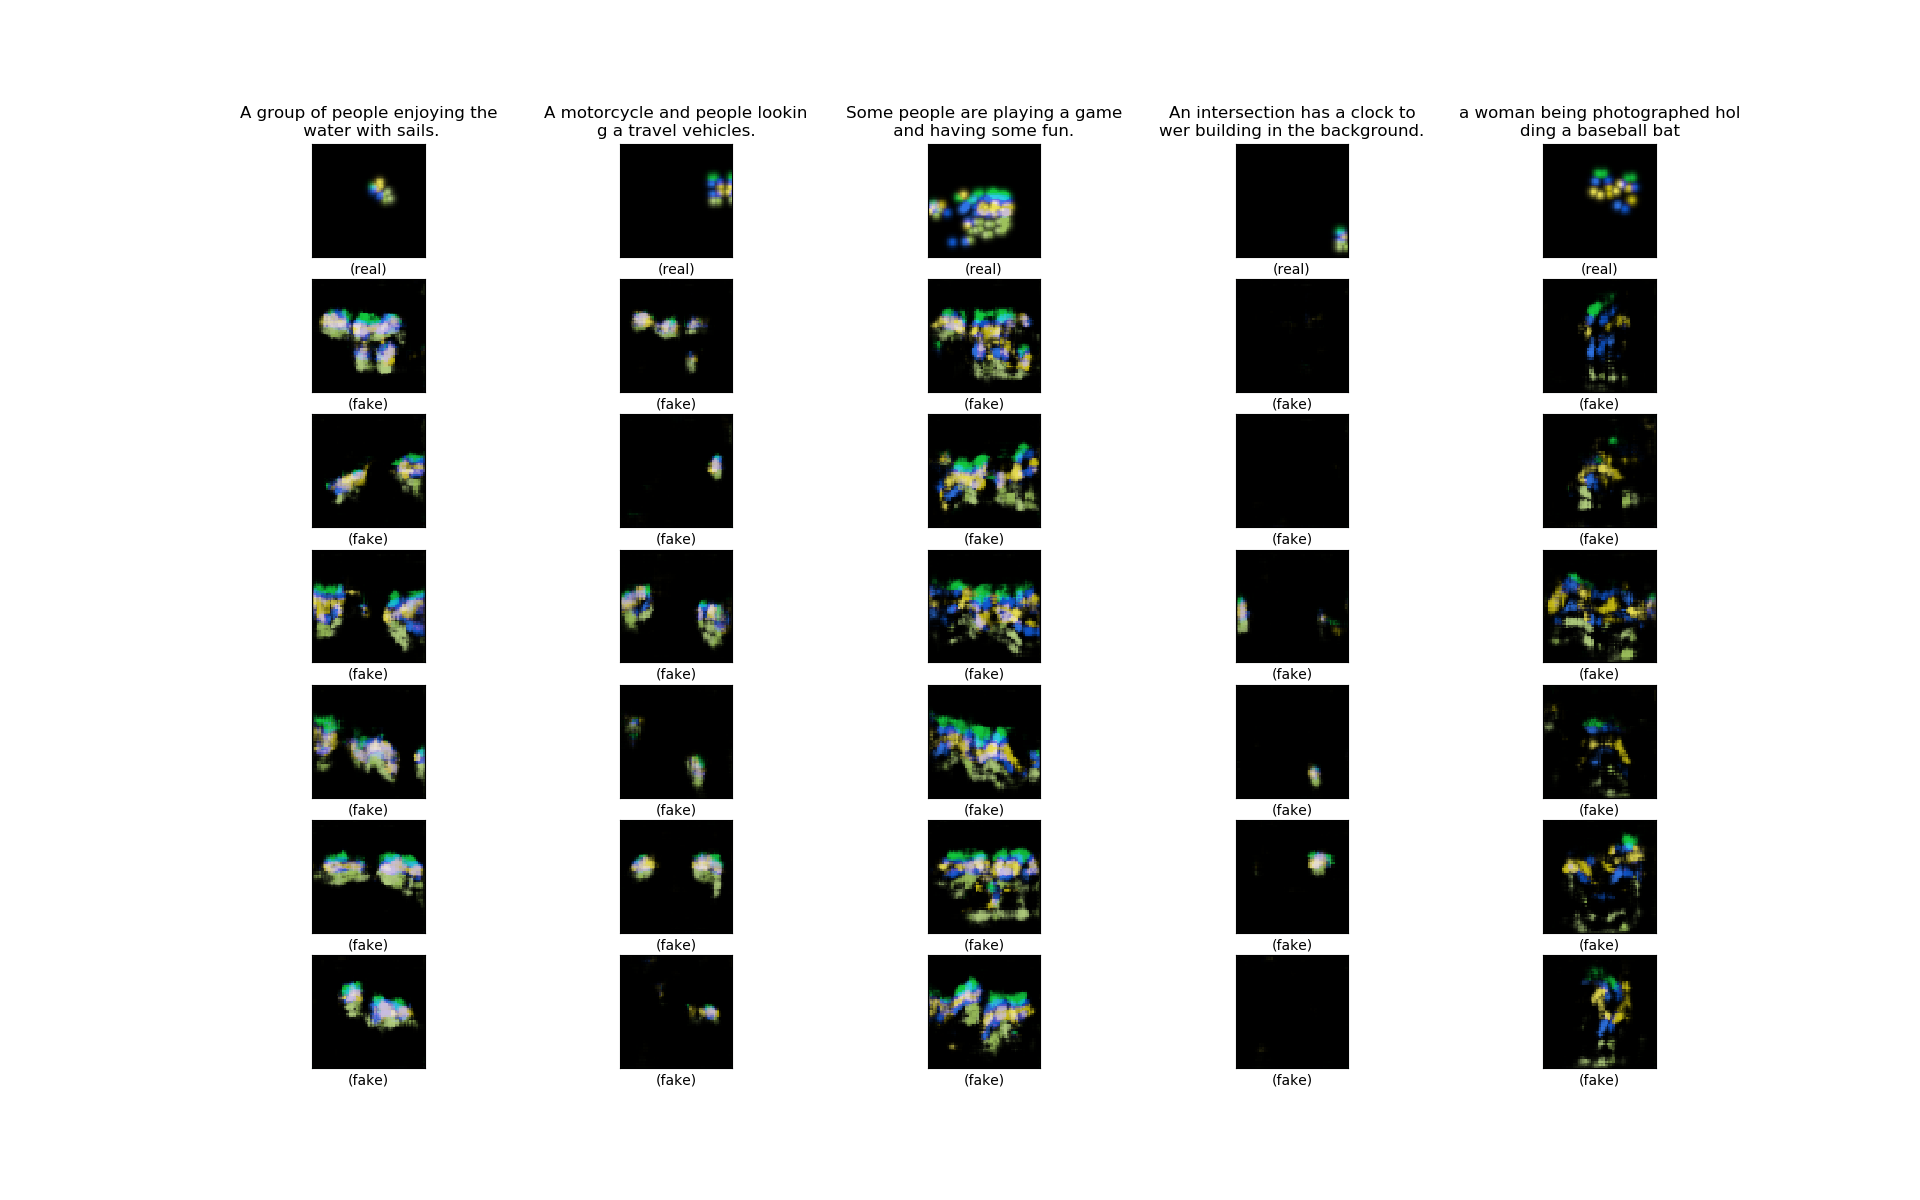 A group of people enjoying the
water with sails.
A motorcycle and people lookin
g a travel vehicles.
Some people are playing a game
and having some fun.
An intersection has a clock to
wer building in the background.
a woman being photographed hol
ding a baseball bat
(real) (real) (real) (real) (real)
(fake) (fake) (fake) (fake) (fake)
(fake) (fake) (fake) (fake) (fake)
(fake) (fake) (fake) (fake) (fake)
(fake) (fake) (fake) (fake) (fake)
(fake) (fake) (fake) (fake) (fake)
(fake) (fake) (fake) (fake) (fake)